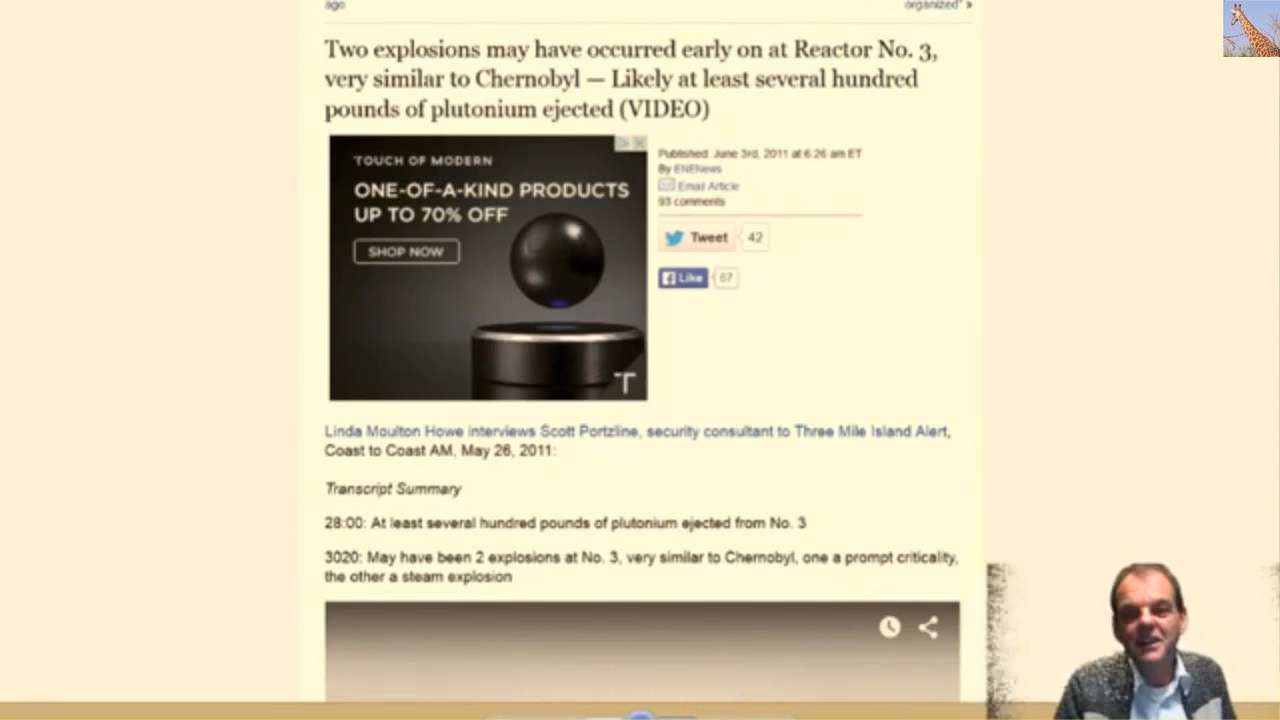 ago
organized" »
Two explosions may have occurred early on at Reactor No. 3,
very similar to Chernobyl — Likely at least several hundred
pounds of plutonium ejected (VIDEO)
TOUCH OF MODERN
ONE-OF-A-KIND PRODUCTS
UP TO 70% OFF
SHOP NOW
Published: June 3rd, 2011 at 6:26 am ET
By ENENews
Email Article
93 comments
Tweet 42
Like 67
Linda Moulton Howe interviews Scott Portzline, security consultant to Three Mile Island Alert,
Coast to Coast AM, May 26, 2011:
Transcript Summary
28:00: At least several hundred pounds of plutonium ejected from No. 3
3020: May have been 2 explosions at No. 3, very similar to Chernobyl, one a prompt criticality,
the other a steam explosion